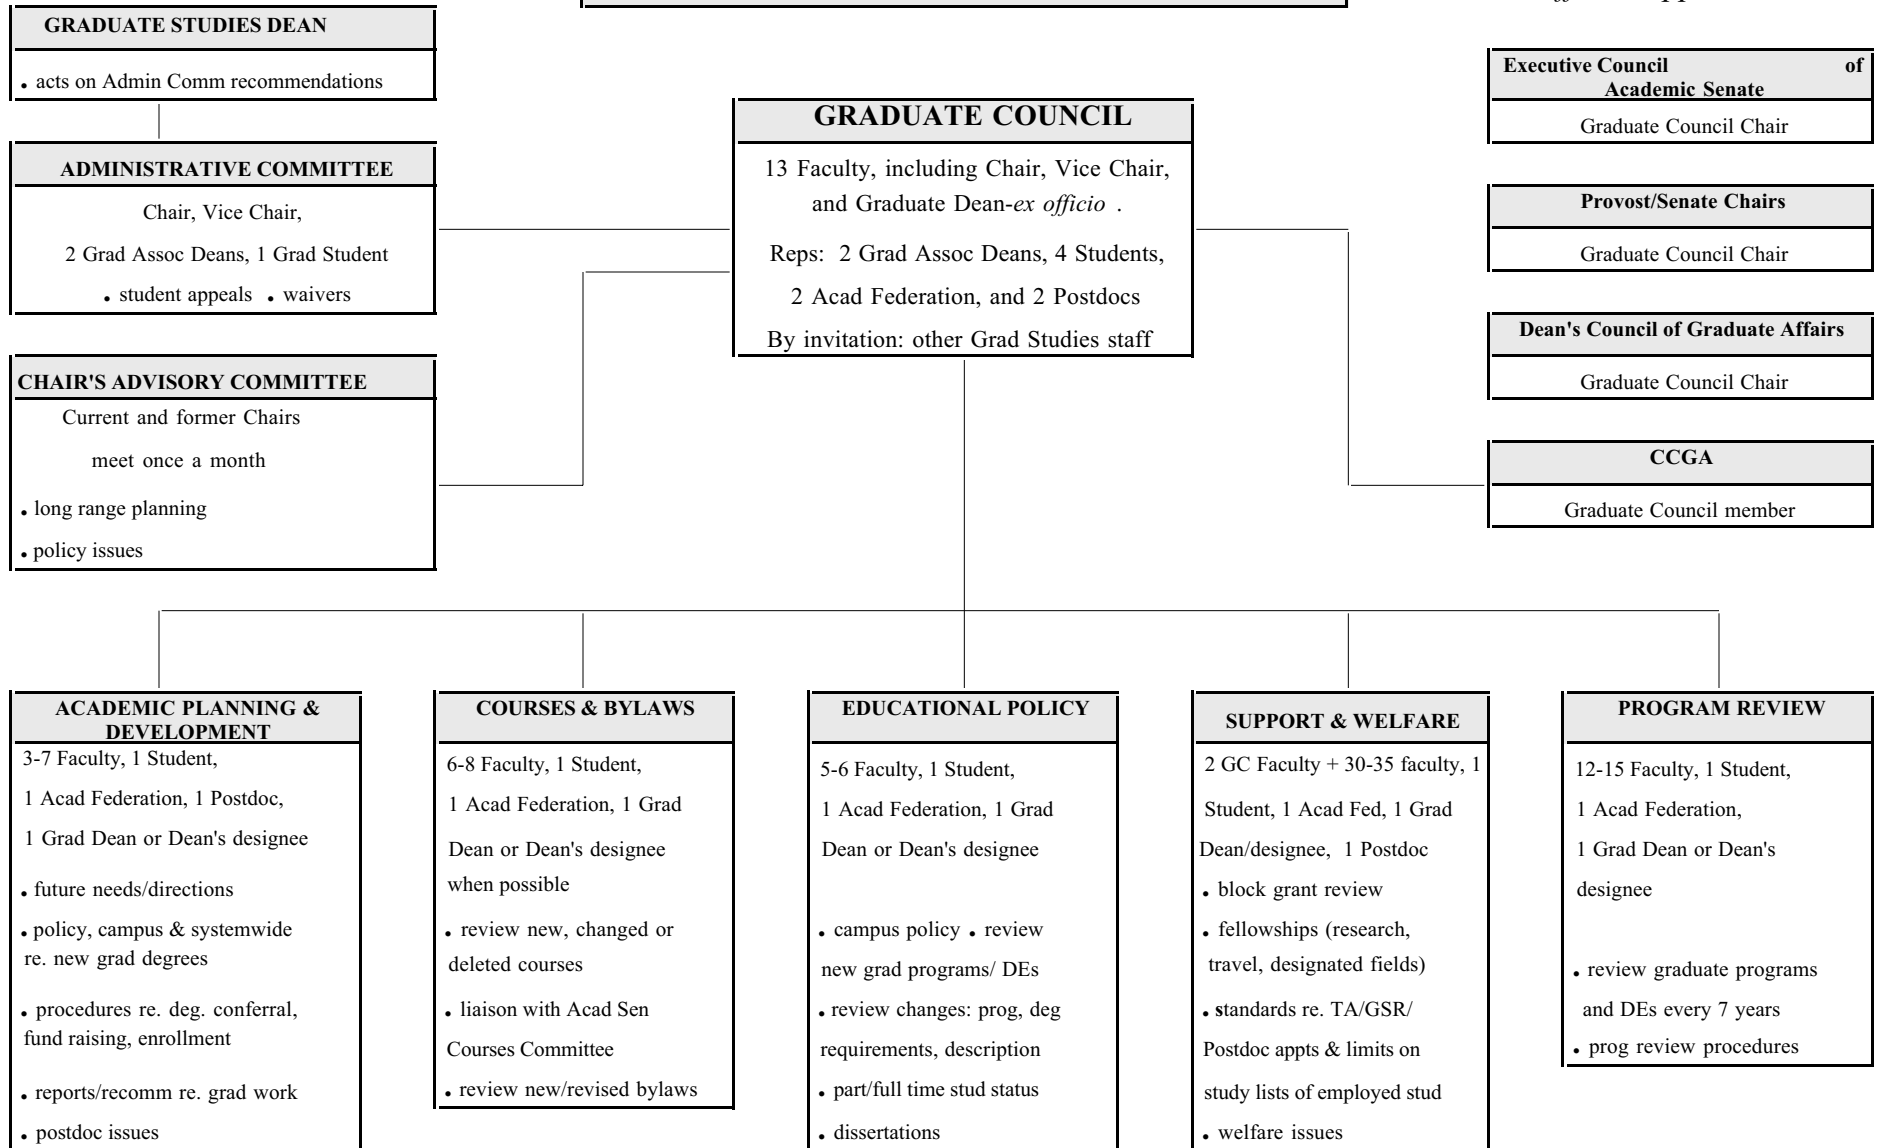 GRADUATE STUDIES DEAN
. acts on Admin Comm recommendations
ADMINISTRATIVE COMMITTEE
Chair, Vice Chair,
2 Grad Assoc Deans, 1 Grad Student
. student appeals . waivers
CHAIR'S ADVISORY COMMITTEE
Current and former Chairs
meet once a month
. long range planning
. policy issues
GRADUATE COUNCIL
13 Faculty, including Chair, Vice Chair,
and Graduate Dean-ex officio .
Reps: 2 Grad Assoc Deans, 4 Students,
2 Acad Federation, and 2 Postdocs
By invitation: other Grad Studies staff
Executive Council of
Academic Senate
Graduate Council Chair
Provost/Senate Chairs
Graduate Council Chair
Dean's Council of Graduate Affairs
Graduate Council Chair
CCGA
Graduate Council member
ACADEMIC PLANNING &
DEVELOPMENT
3-7 Faculty, 1 Student,
1 Acad Federation, 1 Postdoc,
1 Grad Dean or Dean's designee
. future needs/directions
. policy, campus & systemwide
re. new grad degrees
. procedures re. deg. conferral,
fund raising, enrollment
. reports/recomm re. grad work
. postdoc issues
COURSES & BYLAWS
6-8 Faculty, 1 Student,
1 Acad Federation, 1 Grad
Dean or Dean's designee
when possible
. review new, changed or
deleted courses
. liaison with Acad Sen
Courses Committee
. review new/revised bylaws
EDUCATIONAL POLICY
5-6 Faculty, 1 Student,
1 Acad Federation, 1 Grad
Dean or Dean's designee
. campus policy . review
new grad programs/ DEs
. review changes: prog, deg
requirements, description
. part/full time stud status
. dissertations
SUPPORT & WELFARE
2 GC Faculty + 30-35 faculty, 1
Student, 1 Acad Fed, 1 Grad
Dean/designee, 1 Postdoc
. block grant review
. fellowships (research,
travel, designated fields)
. standards re. TA/GSR/
Postdoc appts & limits on
study lists of employed stud
. welfare issues
PROGRAM REVIEW
12-15 Faculty, 1 Student,
1 Acad Federation,
1 Grad Dean or Dean's
designee
. review graduate programs
and DEs every 7 years
. prog review procedures